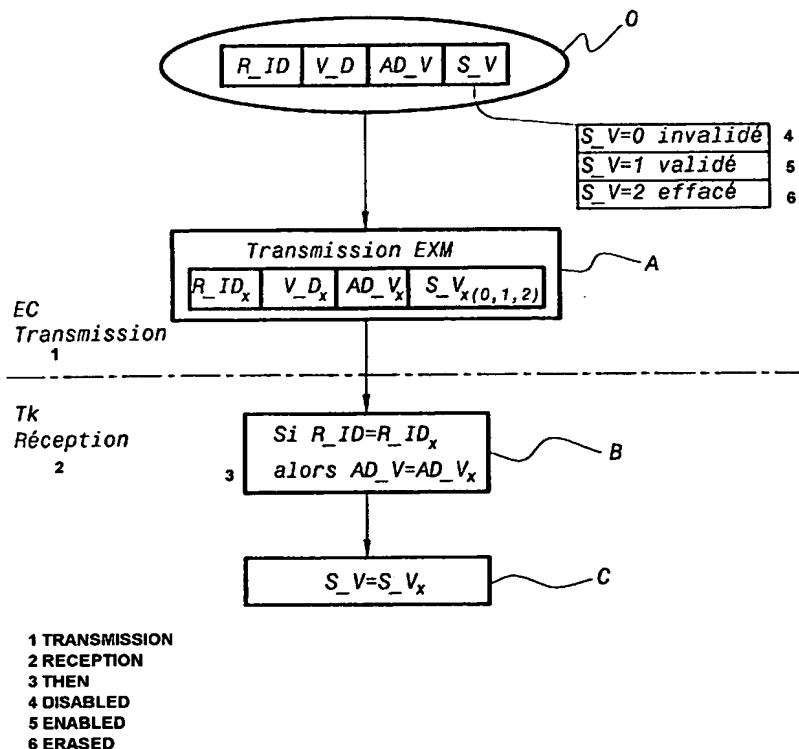 O
R_ID V_D AD_V S_V
S_V=0 invalidé 4
S_V=1 validé 5
S_V=2 effacé 6
Transmission EXM
A
R_IDx V_Dx AD_Vx S_Vx(0,1,2)
EC
Transmission
1
Tk
Réception
2
Si R_ID=R_IDx
B
3 alors AD_V=AD_Vx
S_V=S_Vx
C
1 TRANSMISSION
2 RECEPTION
3 THEN
4 DISABLED
5 ENABLED
6 ERASED